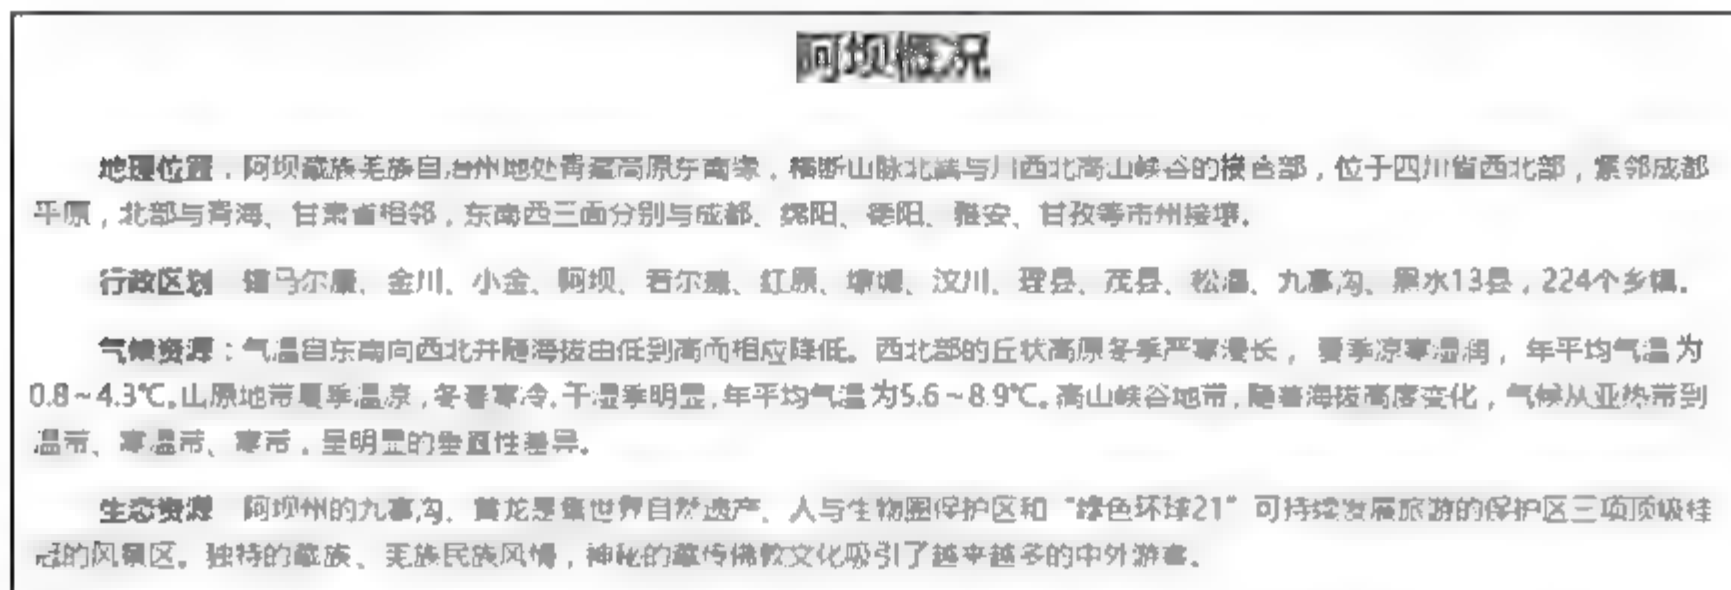 阿坝概况
地理位置，阿坝藏族羌族自治州地处青藏高原东南缘，横断山脉北端与川西北高山峡谷的接合部，位于四川省西北部，紧邻成都
平原，北部与青海、甘肃省相邻，东南西三面分别与成都、绵阳、德阳、雅安、甘孜等市州接壤。
行政区划 辖马尔康、金川、小金、阿坝、若尔盖、红原、壤塘、汶川、理县、茂县、松潘、九寨沟、黑水13县，224个乡镇。
气候资源：气温自东南向西北并随海拔由低到高而相应降低。西北部的丘状高原冬季严寒漫长，夏季凉寒湿润，年平均气温为
0.8~4.3℃。山原地带夏季温凉，冬春寒冷，干湿季明显，年平均气温为5.6~8.9℃。高山峡谷地带，随着海拔高度变化，气候从亚热带到
温带、寒温带、寒带，呈明显的垂直性差异。
生态资源 阿坝州的九寨沟、黄龙是集世界自然遗产、人与生物圈保护区和“绿色环球21”可持续发展旅游的保护区三项顶级桂
冠的风景区。独特的藏族、羌族民族风情，神秘的藏传佛教文化吸引了越来越多的中外游客。